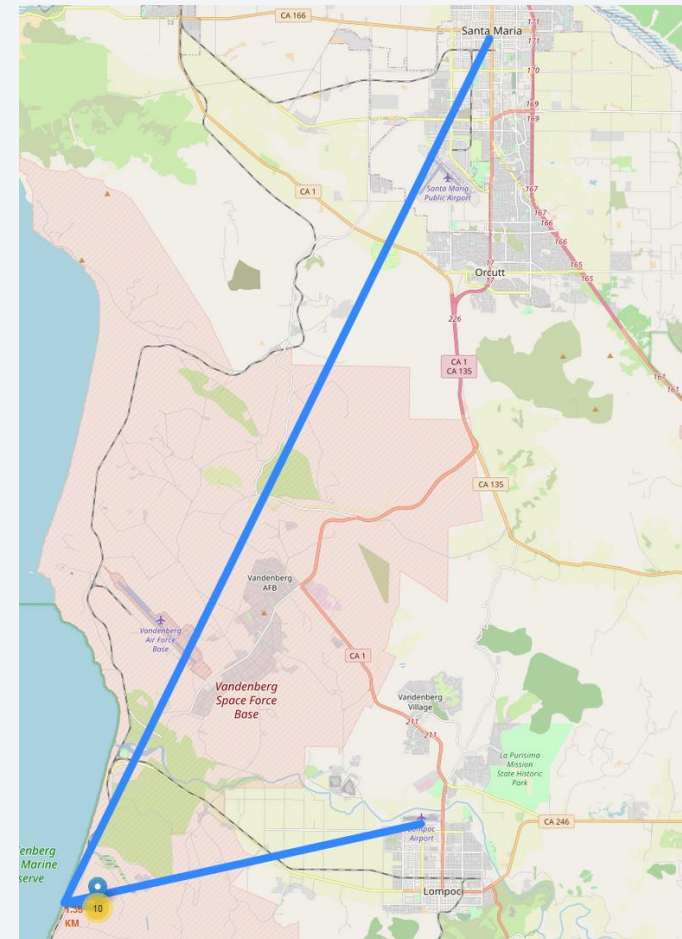 CA 166
Santa Maria
171
171
170
169
169
Santa Maria
Public Airport
CA 1
167
167
166
166
17
17
Orcutt
165
165
226
CA 1
CA 135
161
161
CA 135
Vandenberg
AFB
Vandenberg
Air Force
Base
CA 1
Vandenberg
Space Force
Base
Vandenberg
Village
211
211
La Purisima
Mission
State Historic
Park
CA 246
Lompoc
Airport
enberg
Marine
serve
Lompoc
10
KM